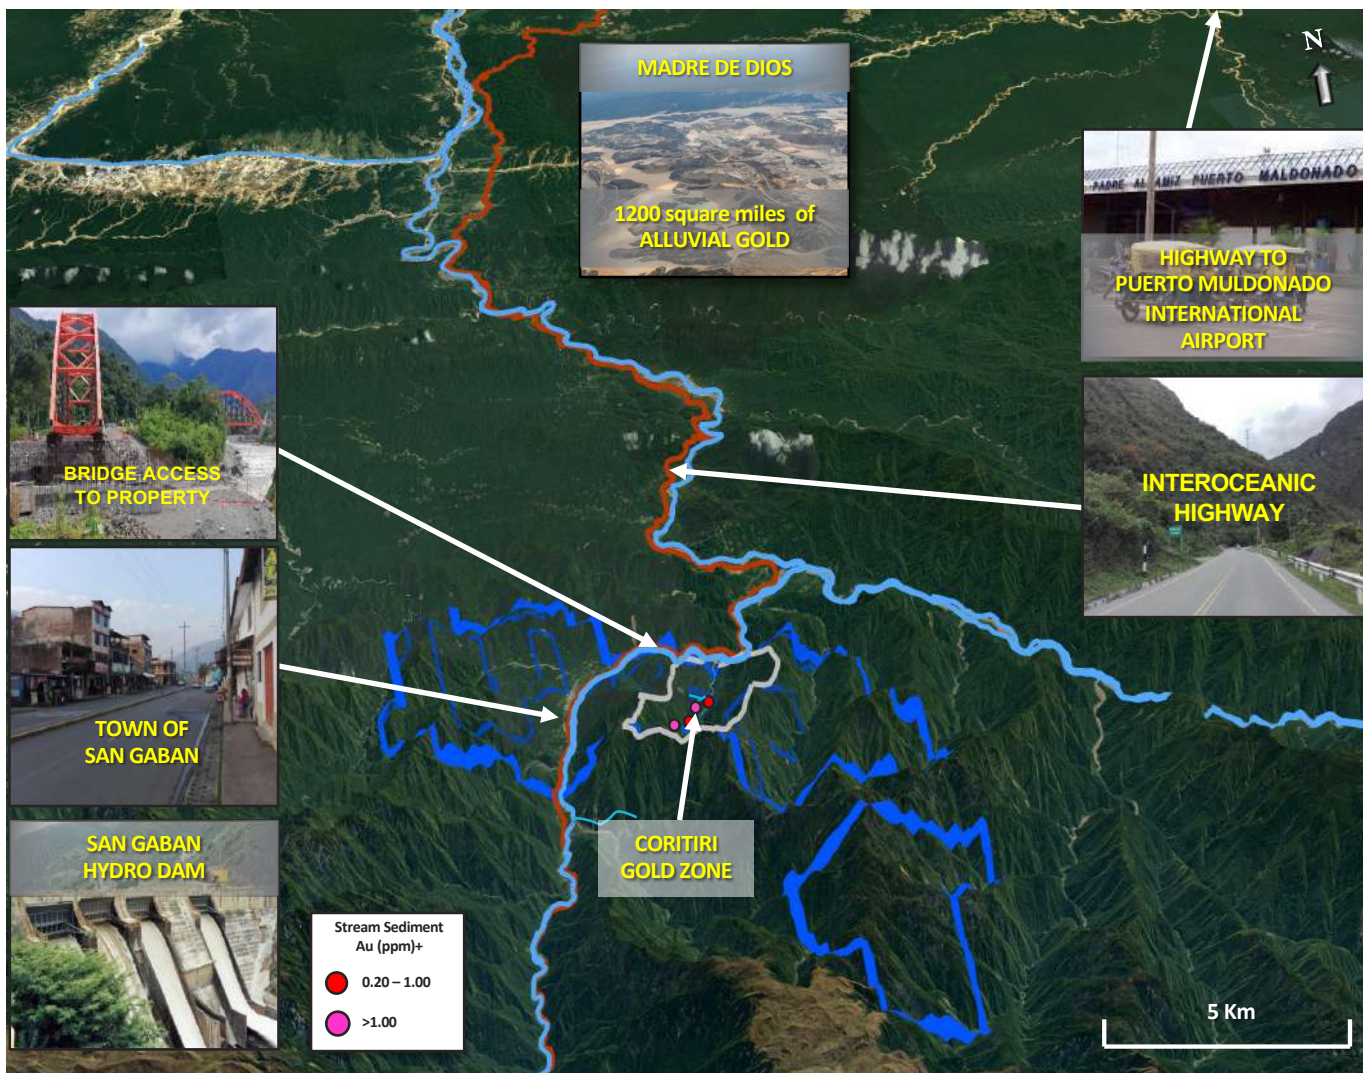 MADRE DE DIOS
1200 square miles of
ALLUVIAL GOLD
N
PUERTO MALDONADO
HIGHWAY TO
PUERTO MULDONADO
INTERNATIONAL
AIRPORT
BRIDGE ACCESS
TO PROPERTY
INTEROCEANIC
HIGHWAY
TOWN OF
SAN GABAN
SAN GABAN
HYDRO DAM
CORITIRI
GOLD ZONE
Stream Sediment
Au (ppm)+
0.20 – 1.00
>1.00
5 Km